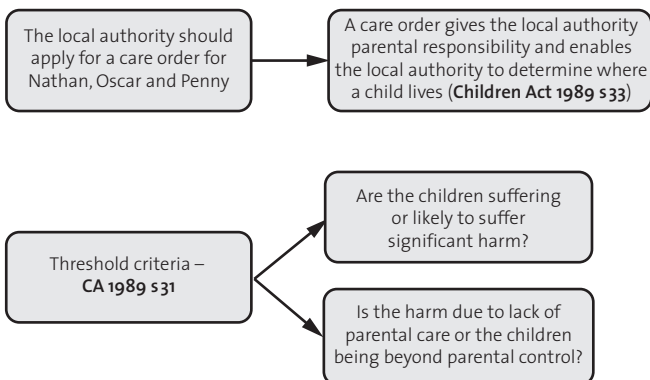 The local authority should
apply for a care order for
Nathan, Oscar and Penny
A care order gives the local authority
parental responsibility and enables
the local authority to determine where
a child lives (Children Act 1989 s33)
Threshold criteria –
CA 1989 s31
Are the children suffering
or likely to suffer
significant harm?
Is the harm due to lack of
parental care or the children
being beyond parental control?